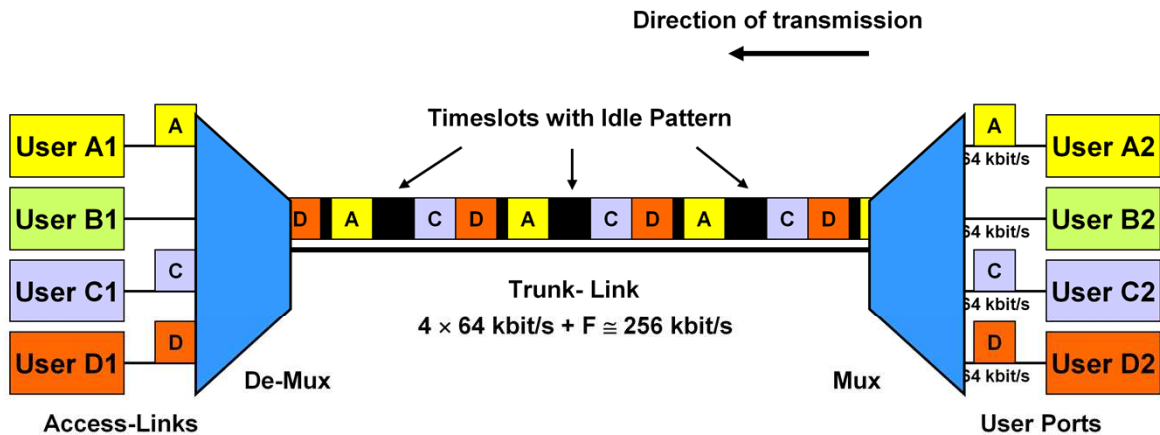 Direction of transmission
Timeslots with Idle Pattern
A
A
User A1
User A2
64 kbit/s
D A C D A C D A C D
User B1
User B2
64 kbit/s
C
C
User C1
User C2
64 kbit/s
Trunk- Link
4 × 64 kbit/s + F ≅ 256 kbit/s
D
D
User D1
User D2
64 kbit/s
De-Mux
Mux
Access-Links
User Ports